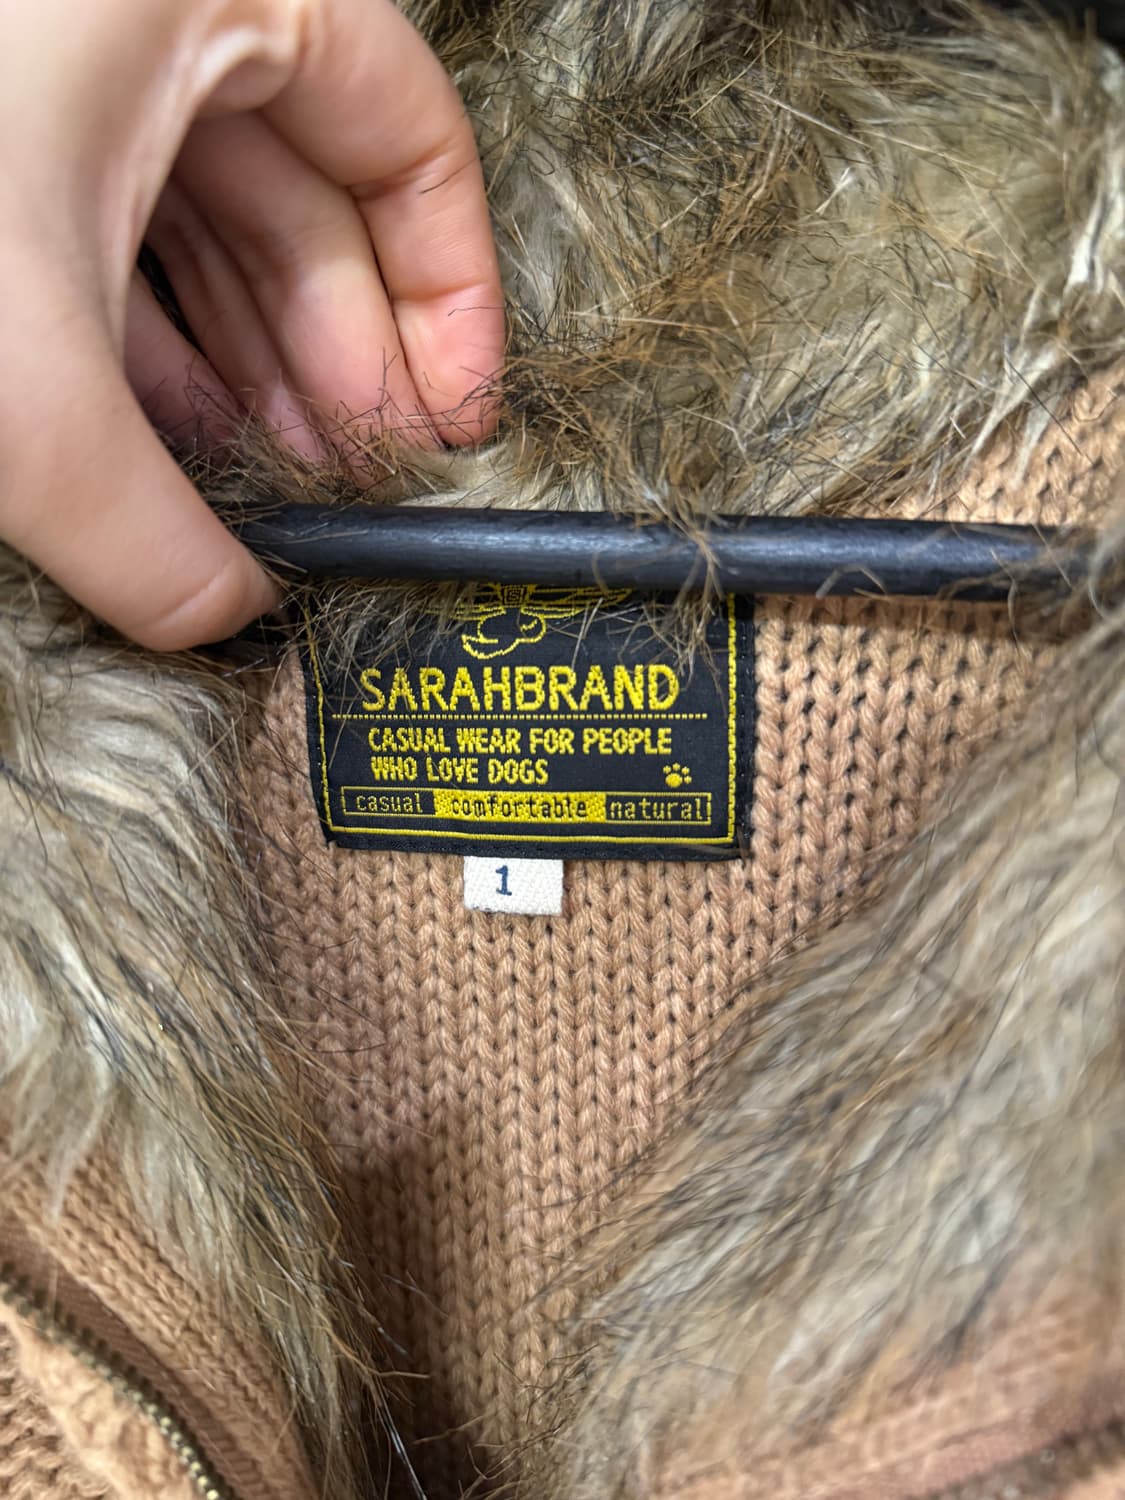 SARAHBRAND
CASUAL WEAR FOR PEOPLE
WHO LOVE DOGS
casual comfortable natural
1